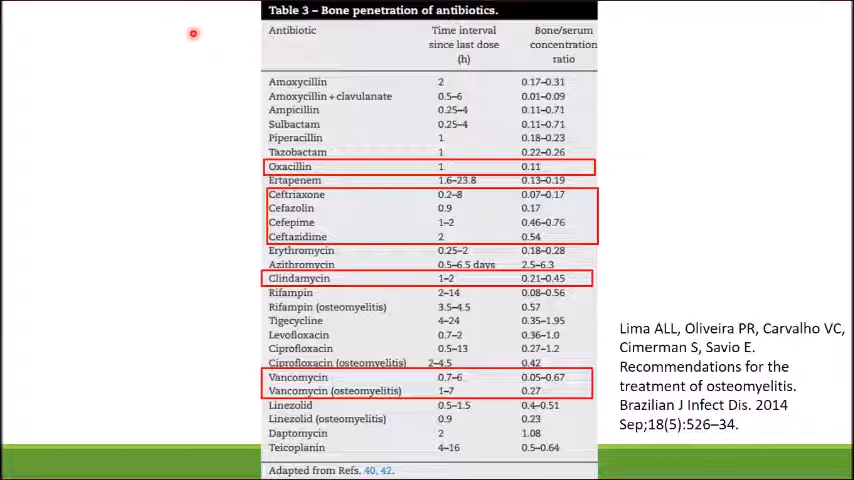 Table 3 – Bone penetration of antibiotics.
Antibiotic Time interval since last dose (h) Bone/serum concentration ratio
Amoxycillin 2 0.17–0.31
Amoxycillin + clavulanate 0.5–6 0.01–0.09
Ampicillin 0.25–4 0.11–0.71
Sulbactam 0.25–4 0.11–0.71
Piperacillin 1 0.18–0.23
Tazobactam 1 0.22–0.26
Oxacillin 1 0.11
Ertapenem 1.6–23.8 0.13–0.19
Ceftriaxone 0.2–8 0.07–0.17
Cefazolin 0.9 0.17
Cefepime 1–2 0.46–0.76
Ceftazidime 2 0.54
Erythromycin 0.25–2 0.18–0.28
Azithromycin 0.5–6.5 days 2.5–6.3
Clindamycin 1–2 0.21–0.45
Rifampin 2–14 0.08–0.56
Rifampin (osteomyelitis) 3.5–4.5 0.57
Tigecycline 4–24 0.35–1.95
Levofloxacin 0.7–2 0.36–1.0
Ciprofloxacin 0.5–13 0.27–1.2
Ciprofloxacin (osteomyelitis) 2–4.5 0.42
Vancomycin 0.7–6 0.05–0.67
Vancomycin (osteomyelitis) 1–7 0.27
Linezolid 0.5–1.5 0.4–0.51
Linezolid (osteomyelitis) 0.9 0.23
Daptomycin 2 1.08
Teicoplanin 4–16 0.5–0.64
Adapted from Refs. 40, 42.
Lima ALL, Oliveira PR, Carvalho VC,
Cimerman S, Savio E.
Recommendations for the
treatment of osteomyelitis.
Brazilian J Infect Dis. 2014
Sep;18(5):526–34.